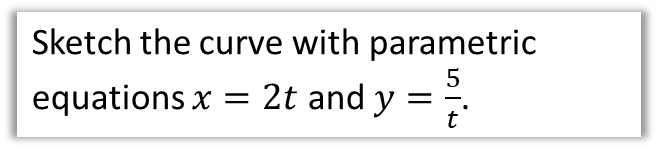 Sketch the curve with parametric
equations x = 2t and y = 5/t.